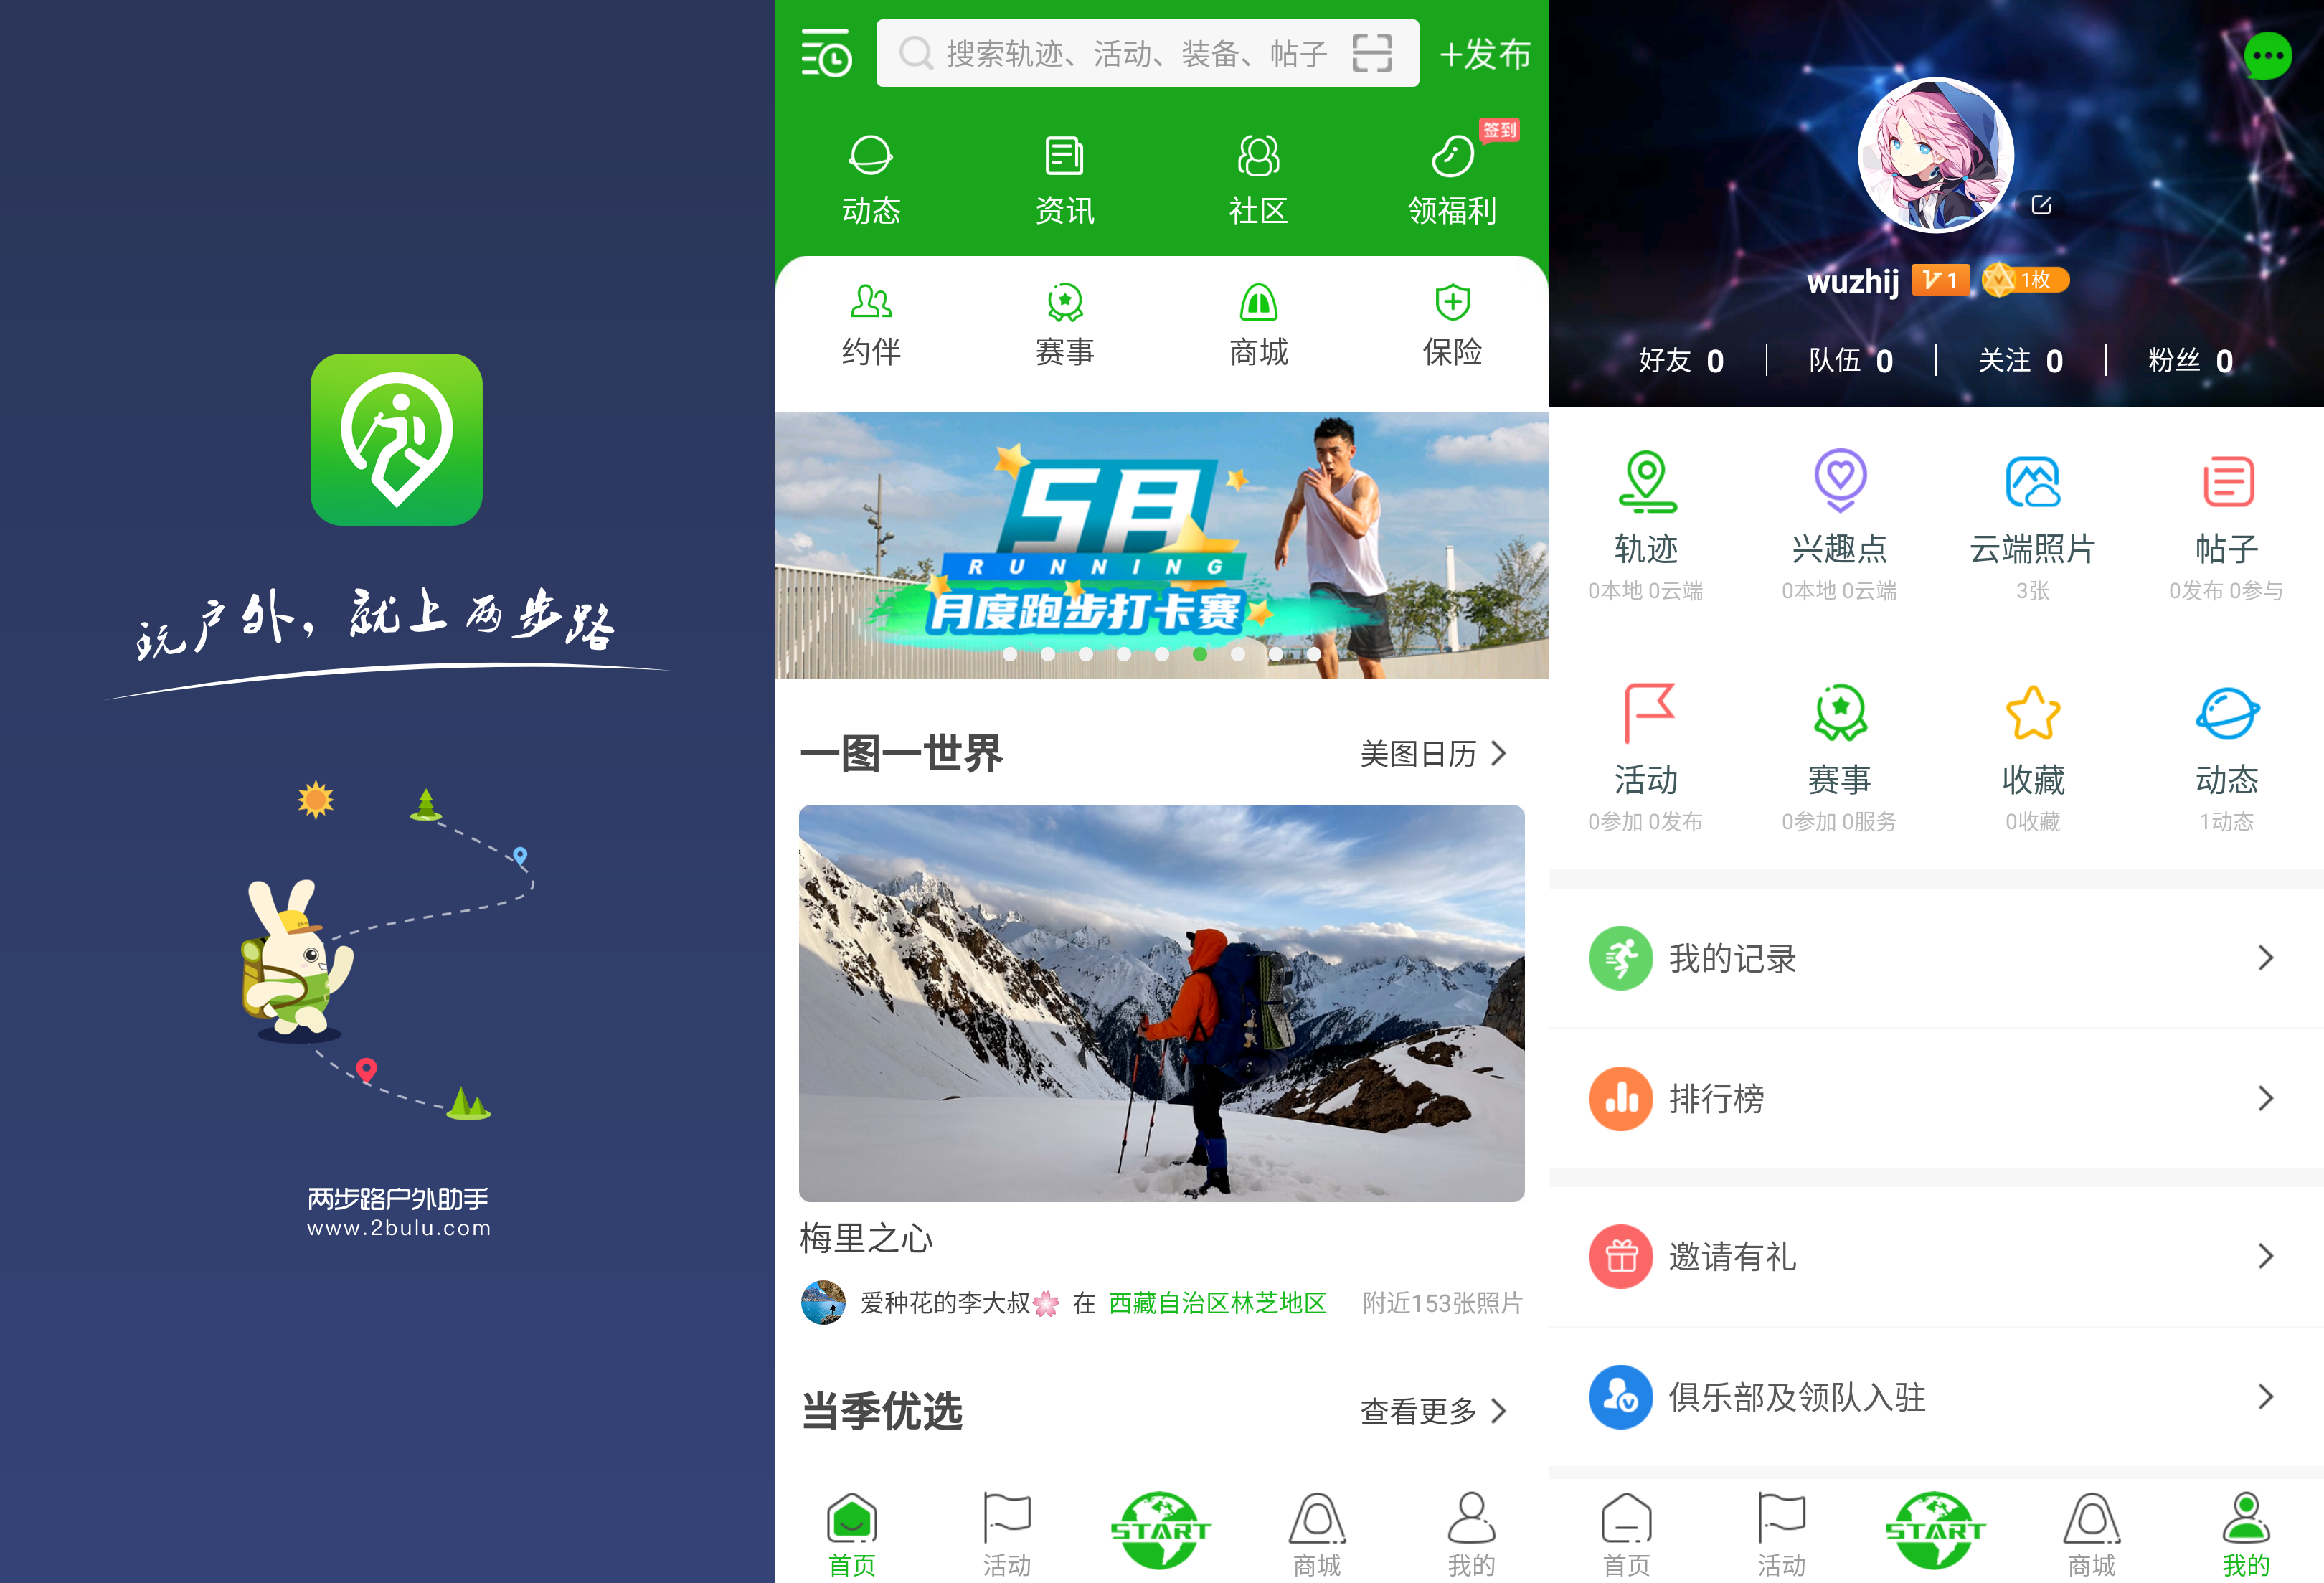 玩户外，就上两步路
两步路户外助手
www.2bulu.com
搜索轨迹、活动、装备、帖子
+发布
签到
动态 资讯 社区 领福利
约伴 赛事 商城 保险
5月
RUNNING
月度跑步打卡赛
一图一世界 美图日历
梅里之心
爱种花的李大叔🌸 在 西藏自治区林芝地区 附近153张照片
当季优选 查看更多
START
首页 活动 商城 我的
wuzhij V1 1枚
好友 0 队伍 0 关注 0 粉丝 0
轨迹 兴趣点 云端照片 帖子
0本地 0云端 0本地 0云端 3张 0发布 0参与
活动 赛事 收藏 动态
0参加 0发布 0参加 0服务 0收藏 1动态
我的记录
排行榜
邀请有礼
俱乐部及领队入驻
START
首页 活动 商城 我的